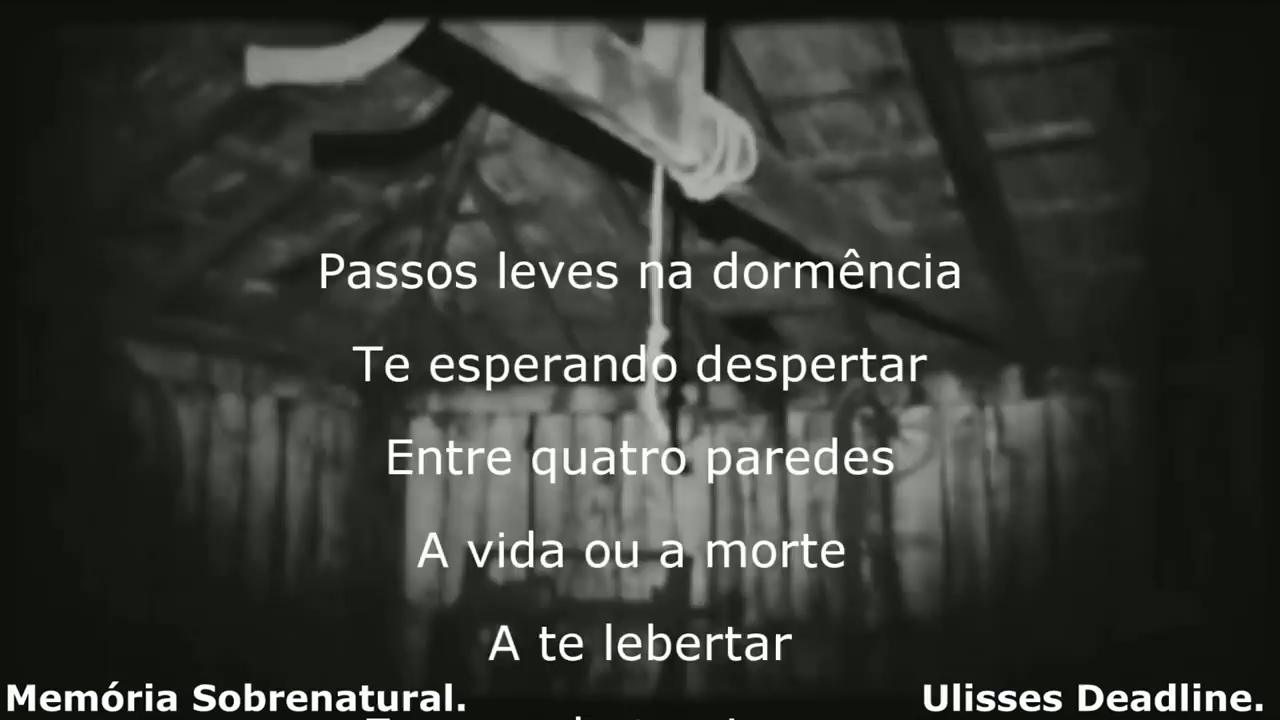 Passos leves na dormência
Te esperando despertar
Entre quatro paredes
A vida ou a morte
A te lebertar
Memória Sobrenatural.
Ulisses Deadline.